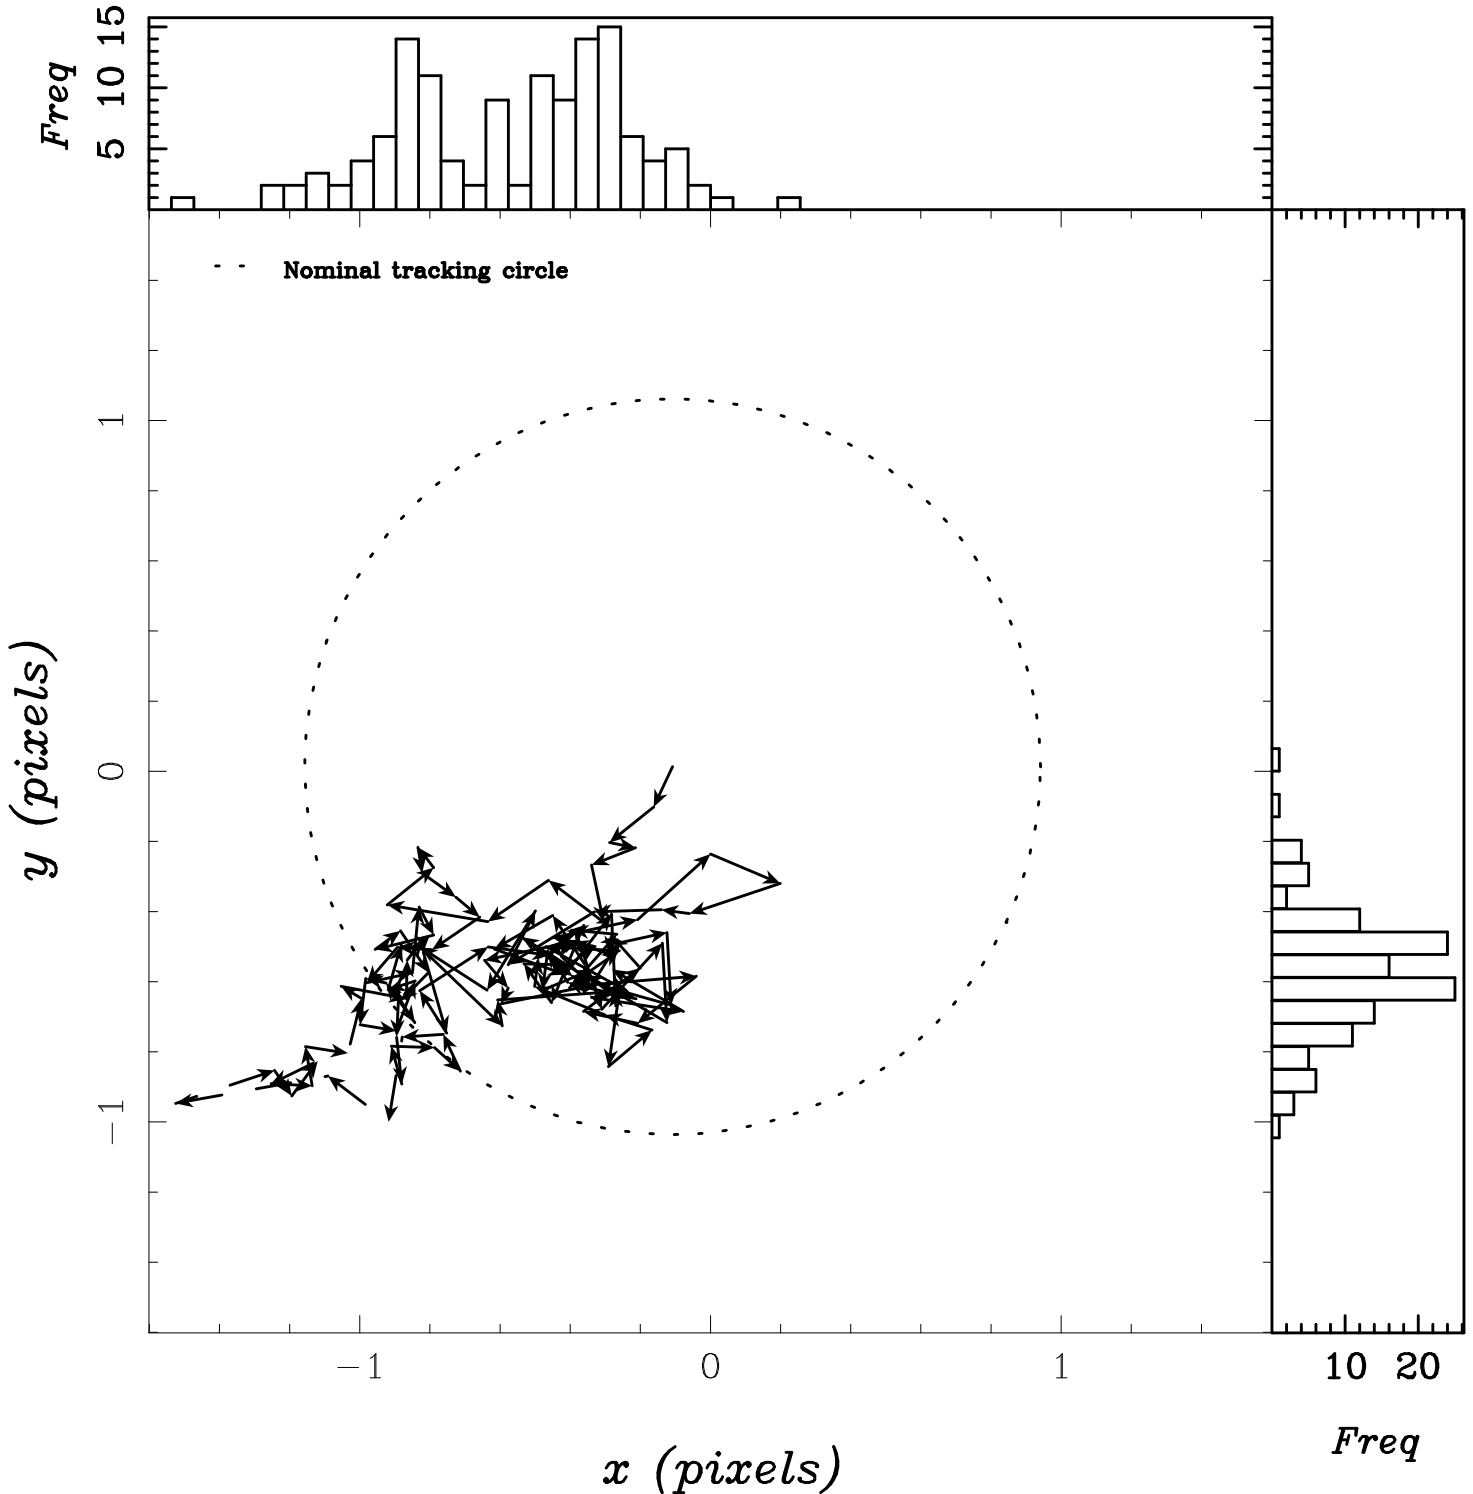 Freq
5 10 15
Nominal tracking circle
y (pixels)
1
0
−1
−1 0 1
x (pixels)
10 20
Freq